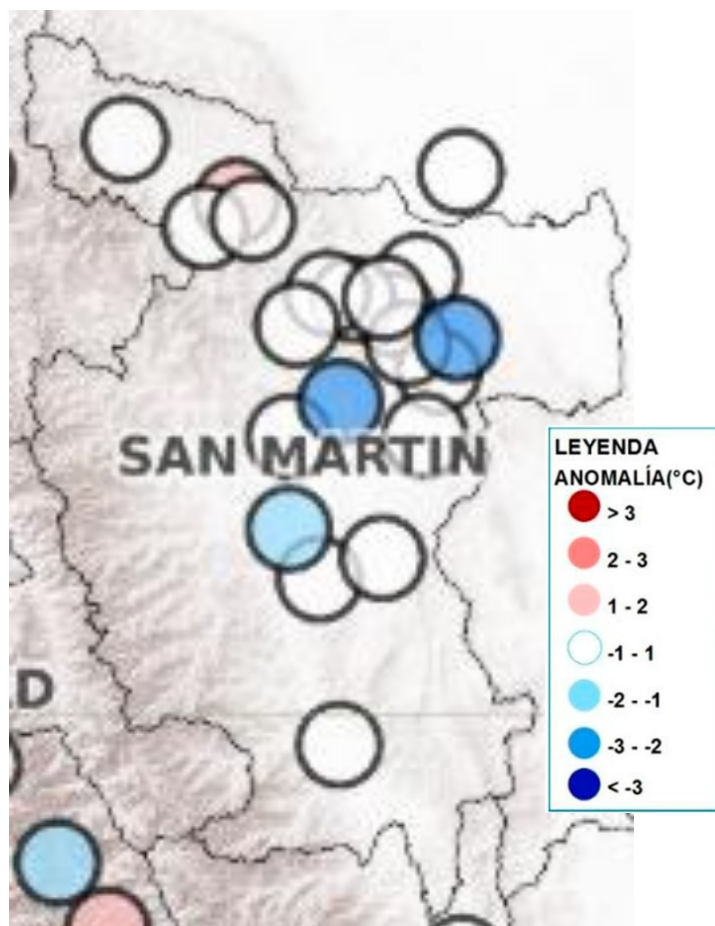 SAN MARTIN
LEYENDA
ANOMALÍA(°C)
> 3
2 - 3
1 - 2
-1 - 1
-2 - -1
-3 - -2
< -3
D